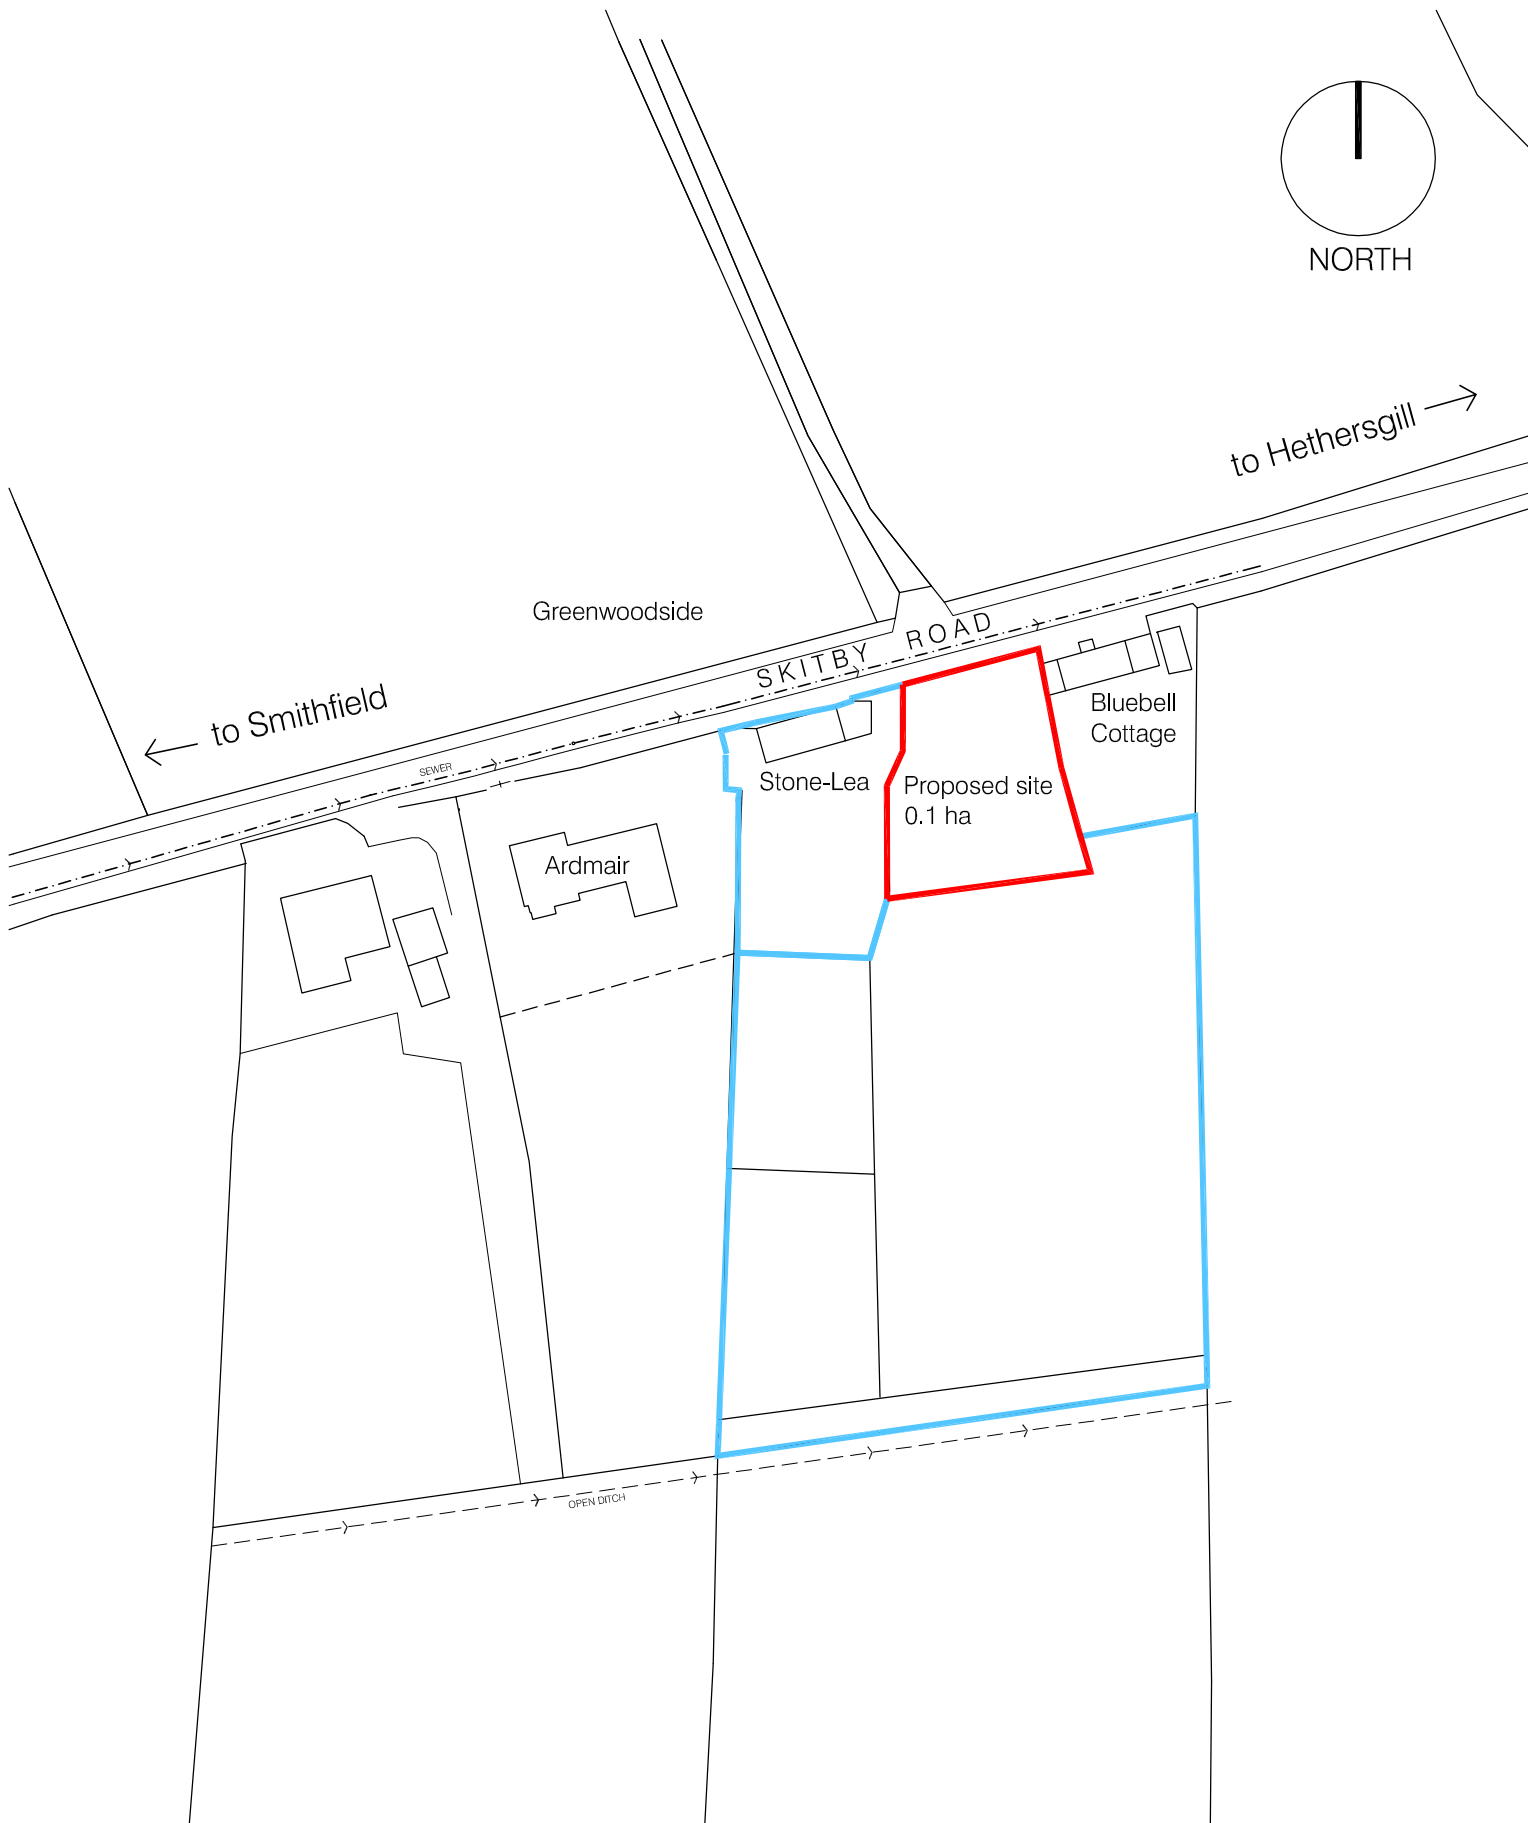 NORTH
to Hethersgill
Greenwoodside
SKITBY ROAD
to Smithfield
Bluebell
Cottage
SEWER
Stone-Lea
Proposed site
0.1 ha
Ardmair
OPEN DITCH